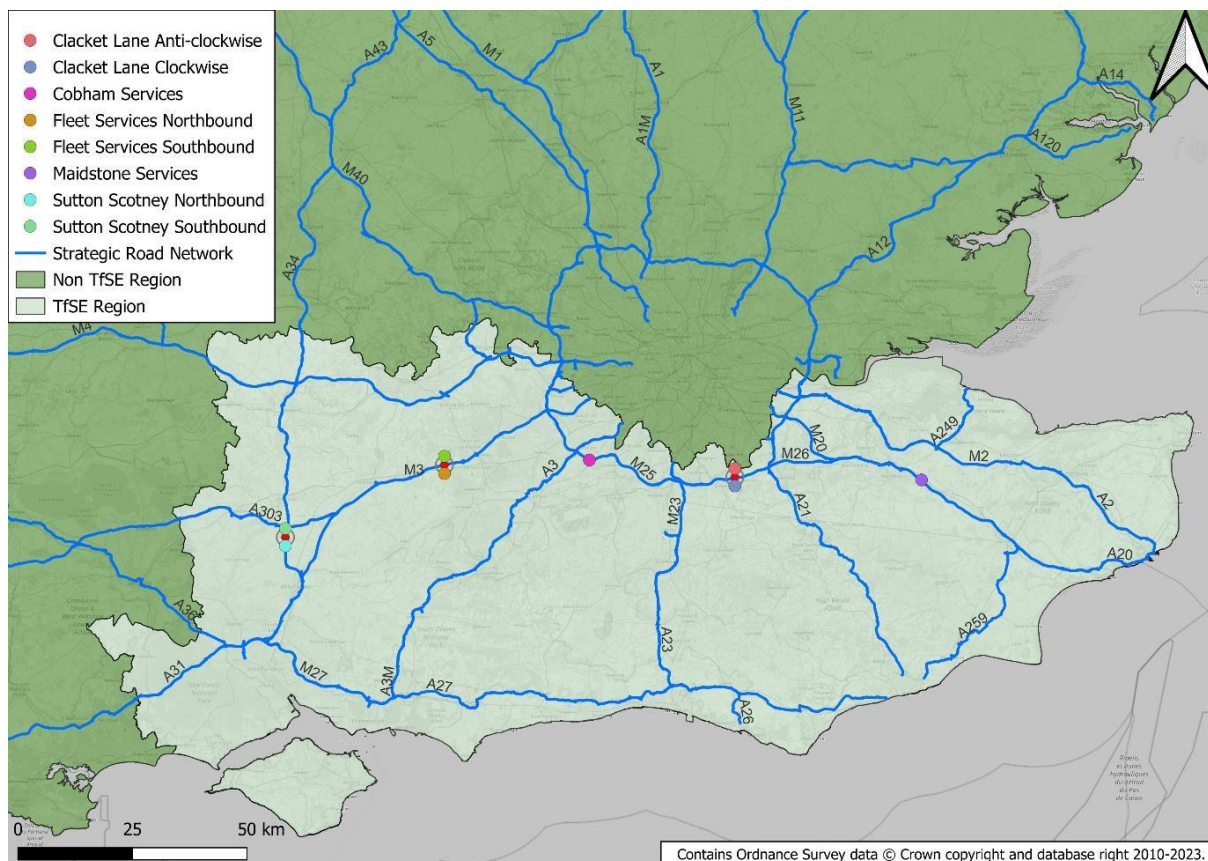 Clacket Lane Anti-clockwise
Clacket Lane Clockwise
Cobham Services
Fleet Services Northbound
Fleet Services Southbound
Maidstone Services
Sutton Scotney Northbound
Sutton Scotney Southbound
Strategic Road Network
Non TfSE Region
TfSE Region
A43
A5
M1
A1
A1M
M11
A14
A120
A12
M40
A34
M4
M3
A303
A3
M25
M26
M20
A249
M2
A2
A20
M23
A21
A259
A36
A31
M27
A3M
A27
A23
A26
0 25 50 km
Contains Ordnance Survey data © Crown copyright and database right 2010-2023.